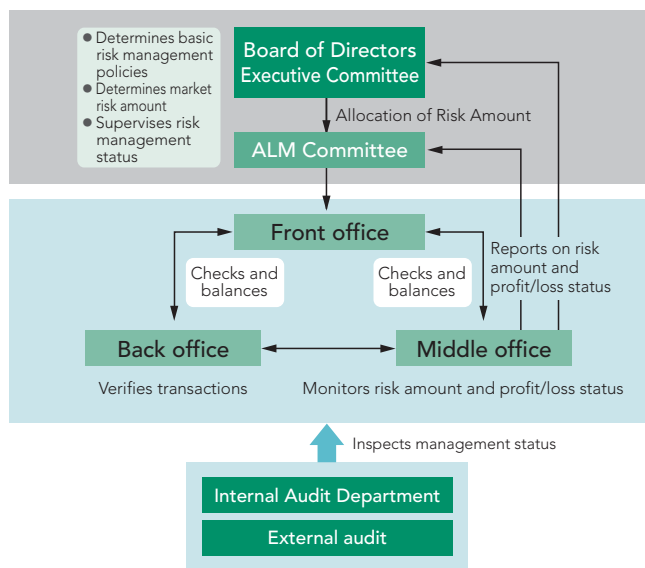 ● Determines basic
risk management
policies
● Determines market
risk amount
● Supervises risk
management
status
Board of Directors
Executive Committee
Allocation of Risk Amount
ALM Committee
Front office
Checks and
balances
Checks and
balances
Reports on risk
amount and
profit/loss status
Back office
Middle office
Verifies transactions
Monitors risk amount and profit/loss status
Inspects management status
Internal Audit Department
External audit